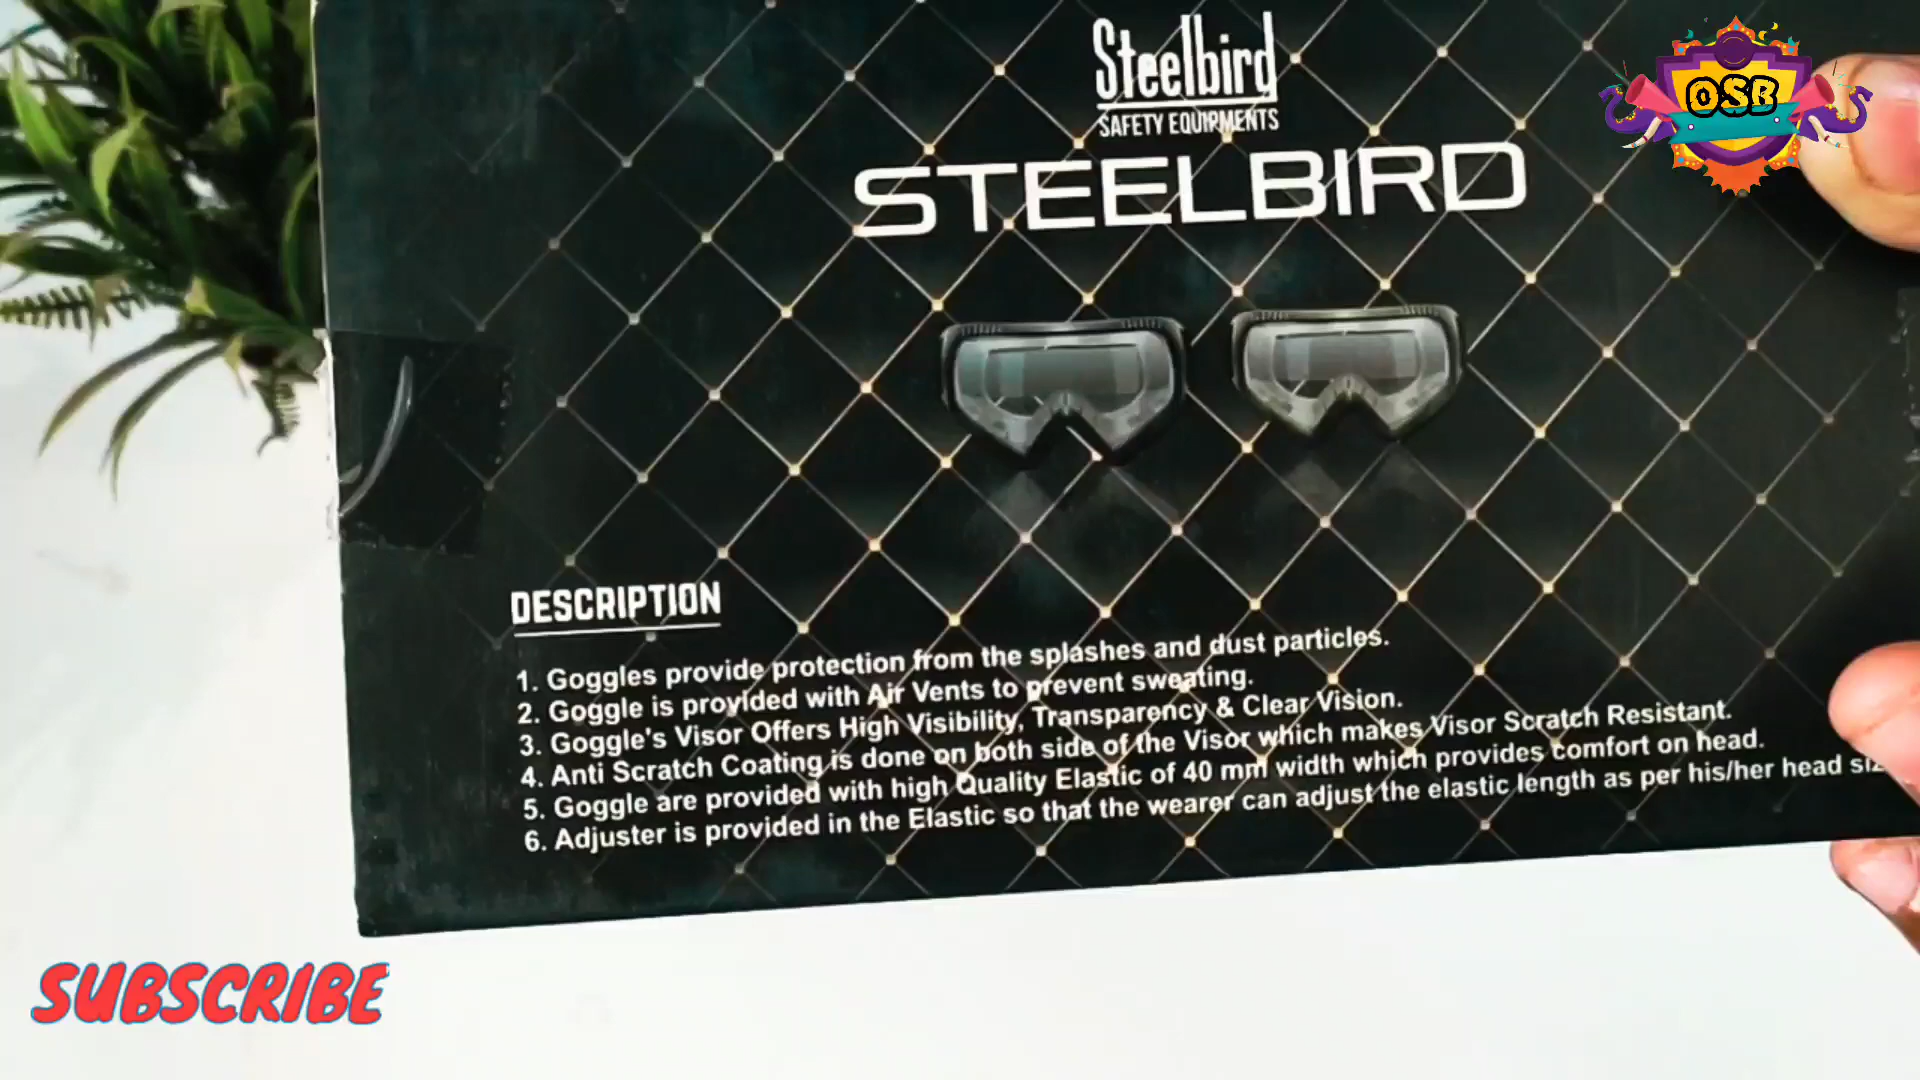 Steelbird
SAFETY EQUIPMENTS
STEELBIRD
OSB
DESCRIPTION
1. Goggles provide protection from the splashes and dust particles.
2. Goggle is provided with Air Vents to prevent sweating.
3. Goggle's Visor Offers High Visibility, Transparency & Clear Vision.
4. Anti Scratch Coating is done on both side of the Visor which makes Visor Scratch Resistant.
5. Goggle are provided with high Quality Elastic of 40 mm width which provides comfort on head.
6. Adjuster is provided in the Elastic so that the wearer can adjust the elastic length as per his/her head
SUBSCRIBE